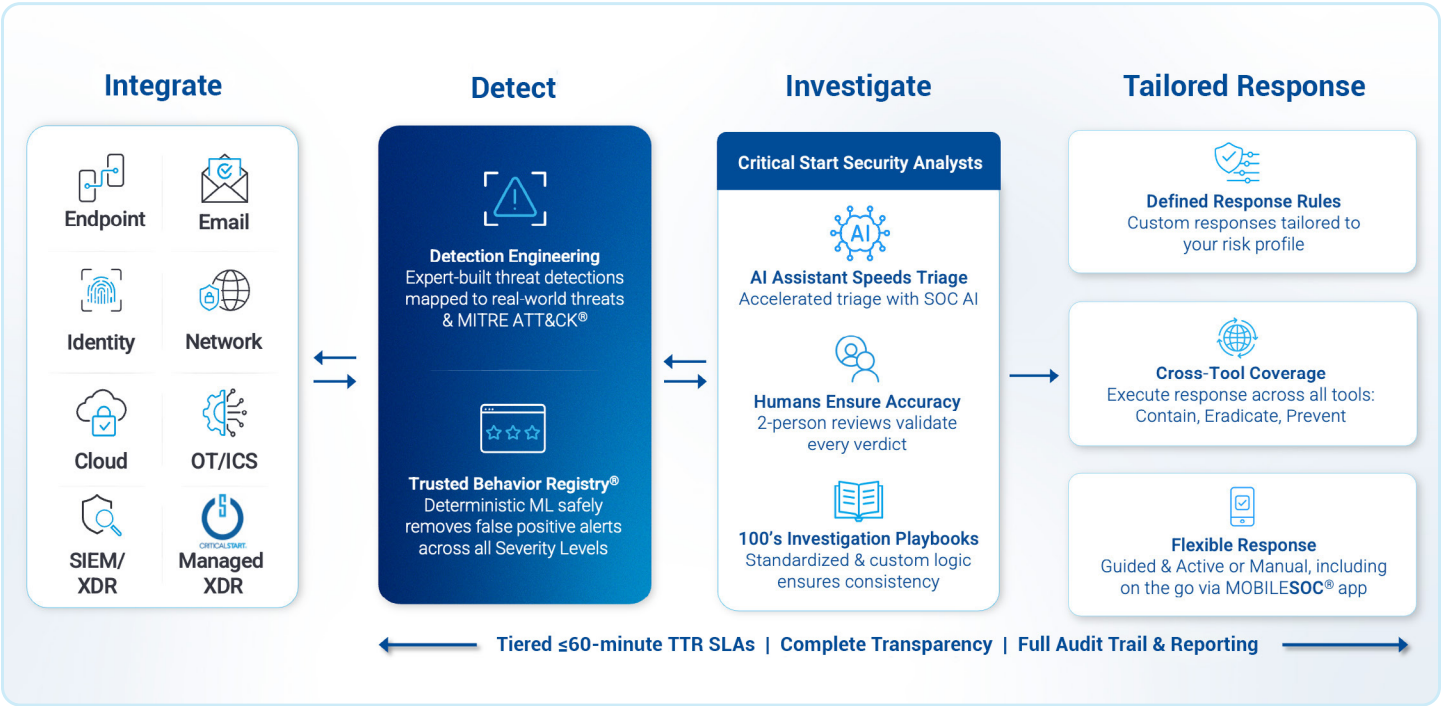 Integrate
Endpoint
Email
Identity
Network
Cloud
OT/ICS
SIEM/
XDR
CRITICALSTART.
Managed
XDR
Detect
Detection Engineering
Expert-built threat detections
mapped to real-world threats
& MITRE ATT&CK®
Trusted Behavior Registry®
Deterministic ML safely
removes false positive alerts
across all Severity Levels
Investigate
Critical Start Security Analysts
AI
AI Assistant Speeds Triage
Accelerated triage with SOC AI
Humans Ensure Accuracy
2-person reviews validate
every verdict
100's Investigation Playbooks
Standardized & custom logic
ensures consistency
Tailored Response
Defined Response Rules
Custom responses tailored to
your risk profile
Cross-Tool Coverage
Execute response across all tools:
Contain, Eradicate, Prevent
Flexible Response
Guided & Active or Manual, including
on the go via MOBILESOC® app
Tiered ≤60-minute TTR SLAs | Complete Transparency | Full Audit Trail & Reporting